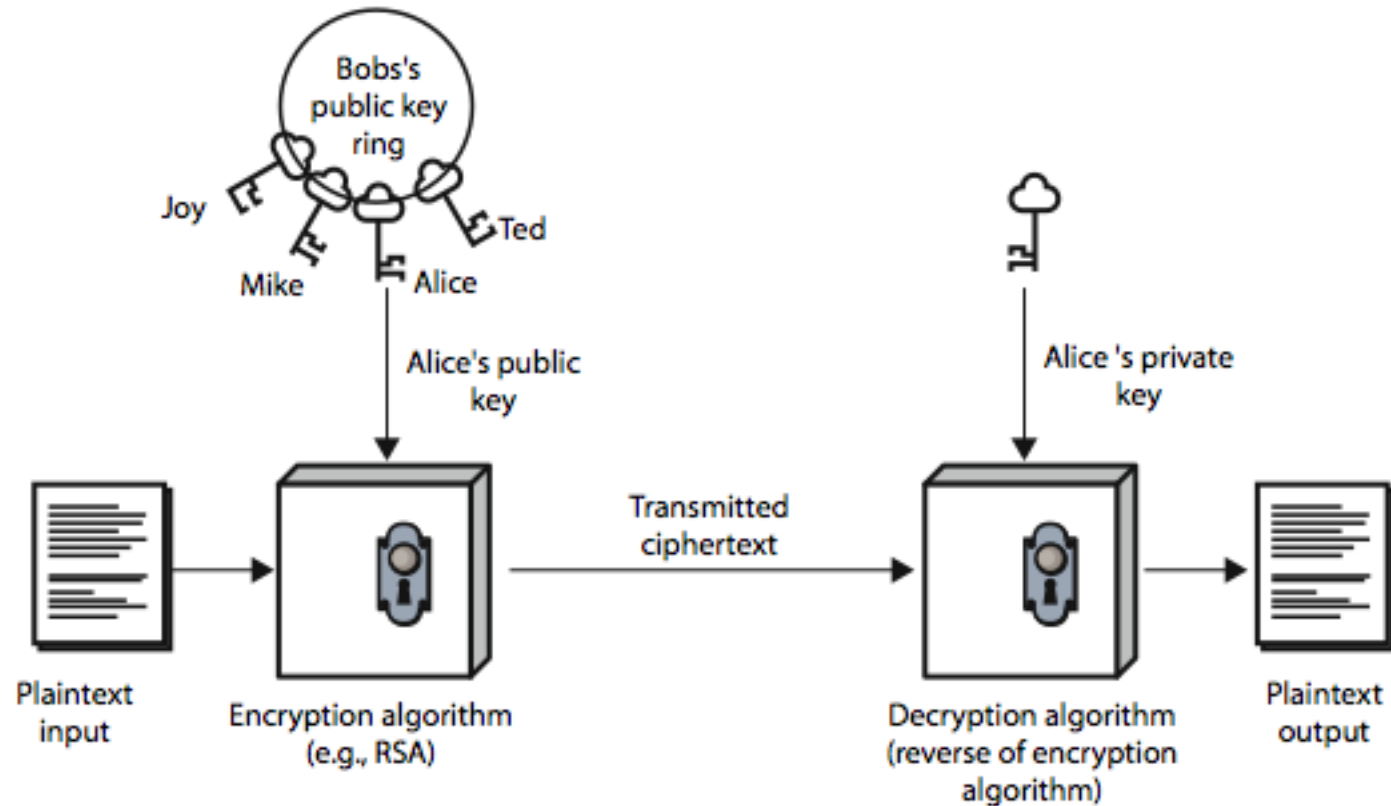 Bobs's
public key
ring
Joy
Mike
Alice
Ted
Alice's public
key
Alice 's private
key
Transmitted
ciphertext
Plaintext
input
Encryption algorithm
(e.g., RSA)
Decryption algorithm
(reverse of encryption
algorithm)
Plaintext
output